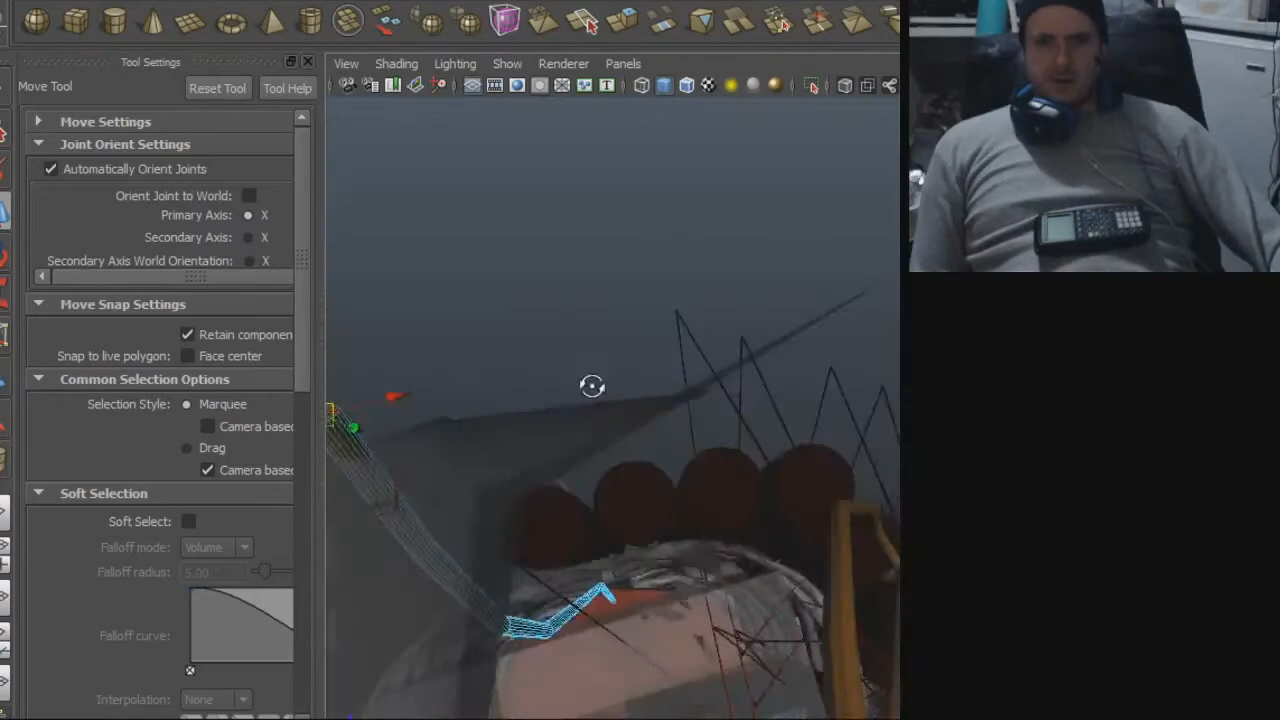 Tool Settings
View Shading Lighting Show Renderer Panels
Move Tool Reset Tool Tool Help
Move Settings
Joint Orient Settings
Automatically Orient Joints
Orient Joint to World:
Primary Axis: X
Secondary Axis: X
Secondary Axis World Orientation: X
Move Snap Settings
Retain componen
Snap to live polygon: Face center
Common Selection Options
Selection Style: Marquee
Camera based
Drag
Camera based
Soft Selection
Soft Select:
Falloff mode: Volume
Falloff radius: 5.00
Falloff curve:
Interpolation: None